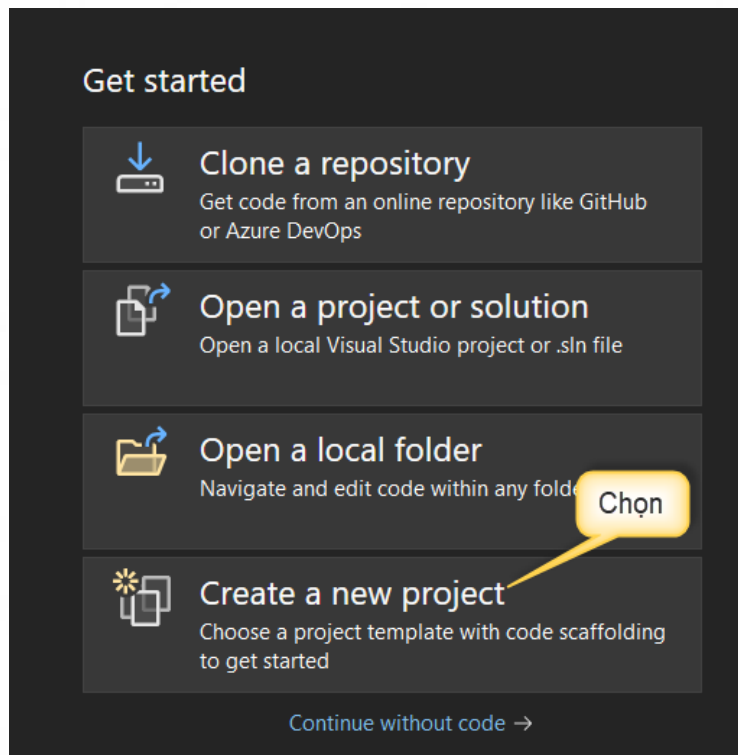 Get started
Clone a repository
Get code from an online repository like GitHub
or Azure DevOps
Open a project or solution
Open a local Visual Studio project or .sln file
Open a local folder
Navigate and edit code within any
Chọn
Create a new project
Choose a project template with code scaffolding
to get started
Continue without code →